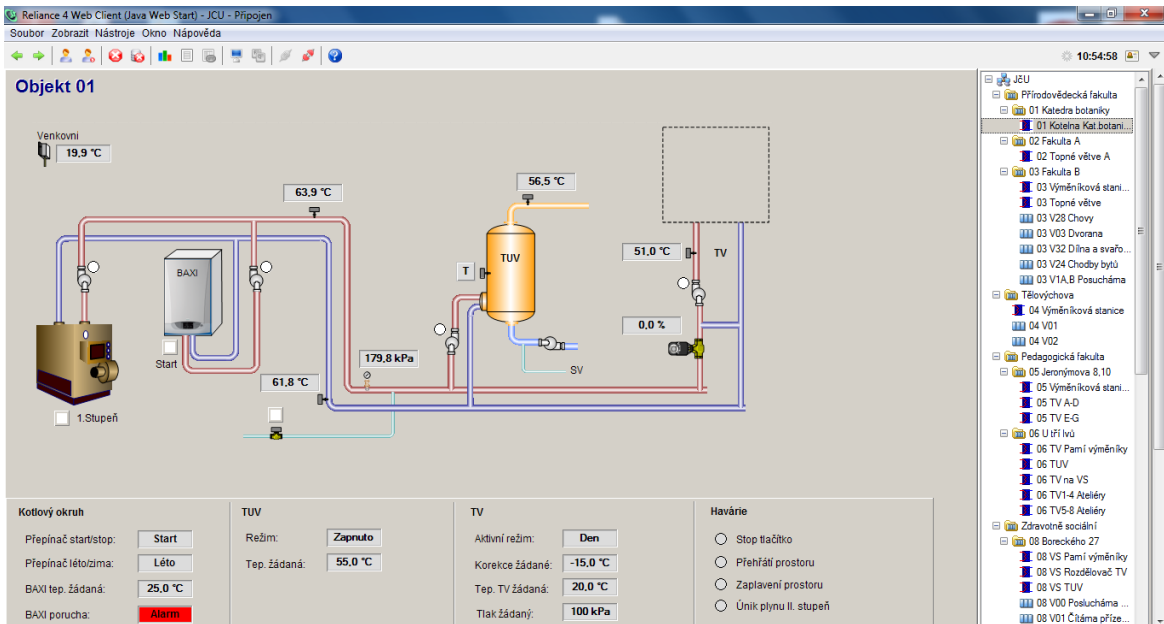 Reliance 4 Web Client (Java Web Start) - JCU - Připojen
Soubor Zobrazit Nástroje Okno Nápověda
10:54:58
Objekt 01
Venkovni
19,9 °C
63,9 °C
56,5 °C
51,0 °C
TV
BAXI
TUV
T
0,0 %
179,8 kPa
Start
SV
61,8 °C
1.Stupeň
Kotlový okruh
Přepínač start/stop: Start
Přepínač léto/zima: Léto
BAXI tep. žádaná: 25,0 °C
BAXI porucha: Alarm
TUV
Režim: Zapnuto
Tep. žádaná: 55,0 °C
TV
Aktivní režim: Den
Korekce žádané: -15,0 °C
Tep. TV žádaná: 20,0 °C
Tlak žádaný: 100 kPa
Havárie
Stop tlačítko
Přehřátí prostoru
Zaplavení prostoru
Únik plynu II. stupeň
JčU
Přírodovědecká fakulta
01 Katedra botaniky
01 Kotelna Kat.botani...
02 Fakulta A
02 Topné větve A
03 Fakulta B
03 Výměníková stani...
03 Topné větve
03 V28 Chovy
03 V03 Dvorana
03 V32 Dílna a svařo...
03 V24 Chodby bytů
03 V1A,B Posuchárna
Tělovýchova
04 Výměníková stanice
04 V01
04 V02
Pedagogická fakulta
05 Jeronýmova 8,10
05 Výměníková stani...
05 TV A-D
05 TV E-G
06 U tří lvů
06 TV Parní výměníky
06 TUV
06 TV na VS
06 TV1-4 Ateliéry
06 TV5-8 Ateliéry
Zdravotně sociální
08 Boreckého 27
08 VS Parní výměníky
08 VS Rozdělovač TV
08 VS TUV
08 V00 Poslucháma ...
08 V01 Čítárna příze...